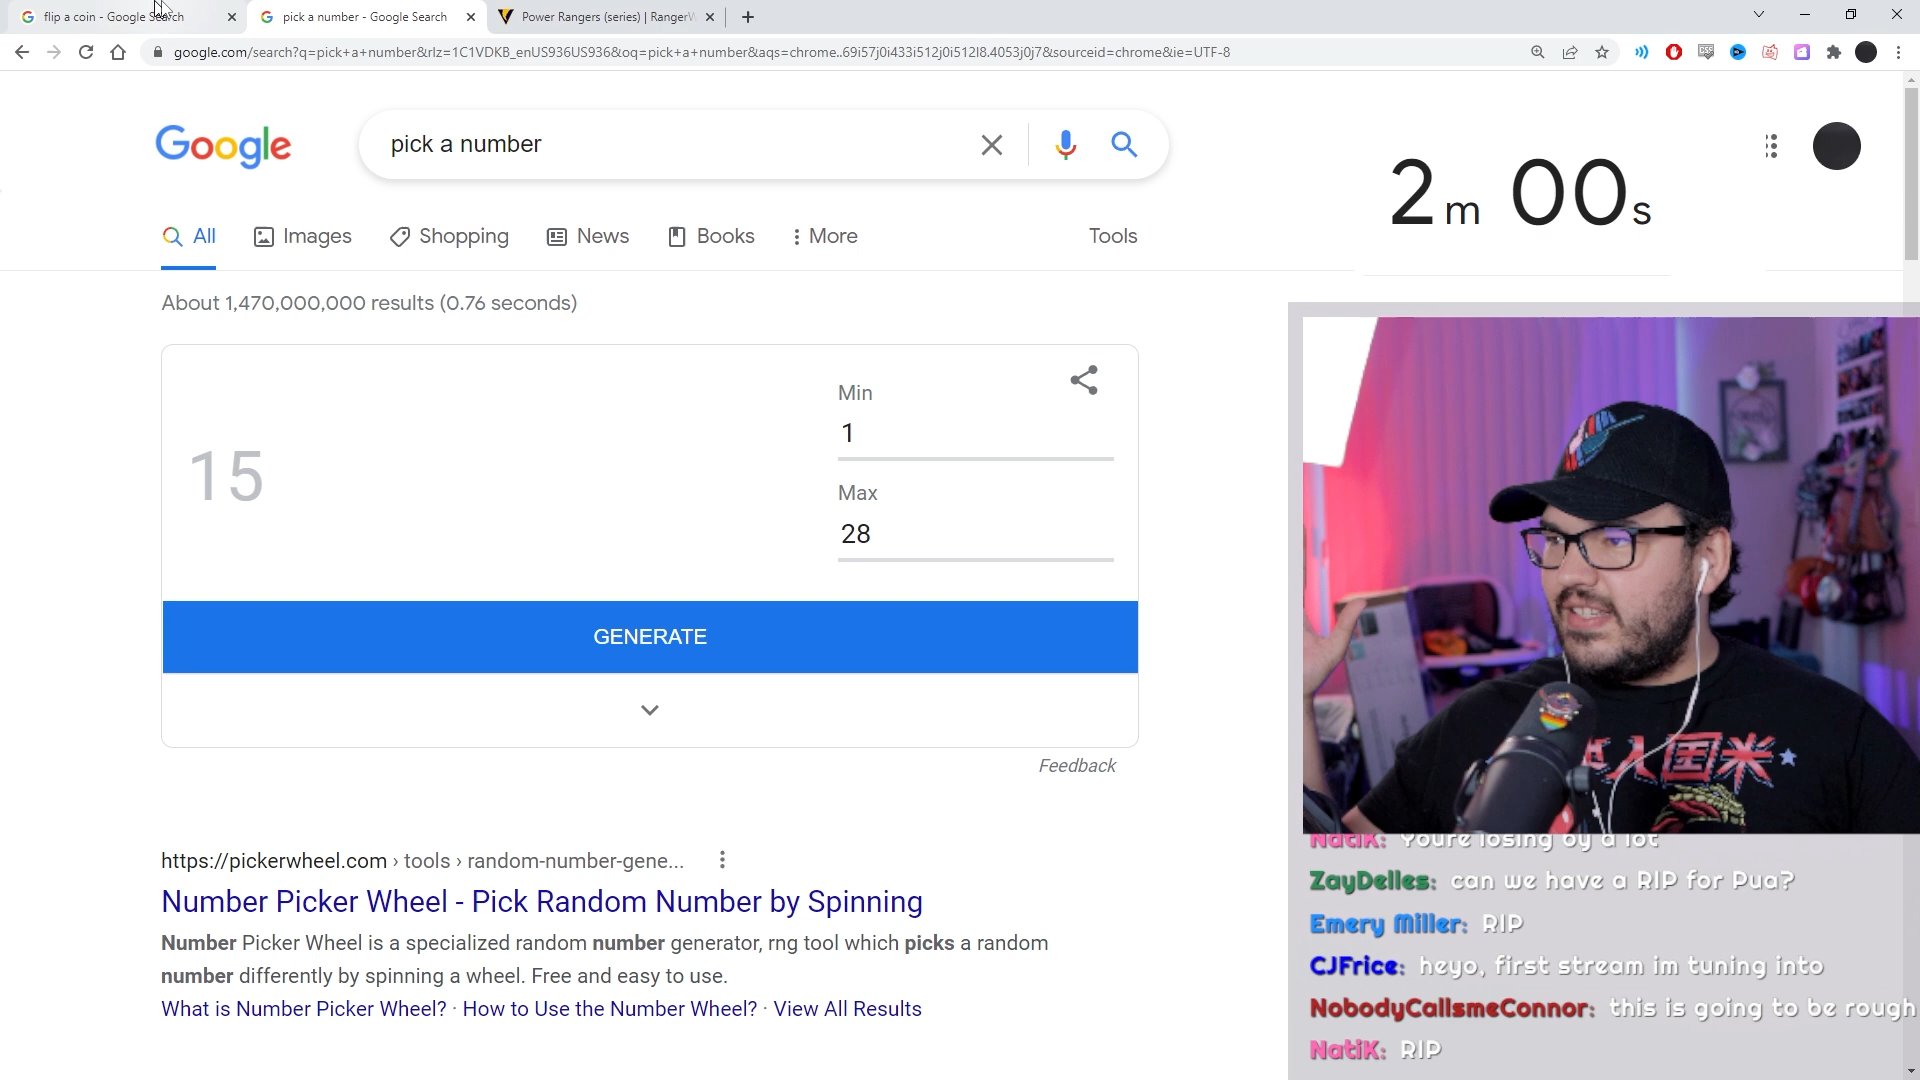 flip a coin - Google Search
pick a number - Google Search
Power Rangers (series) | RangerW
google.com/search?q=pick+a+number&rlz=1C1VDKB_enUS936US936&oq=pick+a+number&aqs=chrome..69i57j0i433i512j0i512l8.4053j0j7&sourceid=chrome&ie=UTF-8
Google
pick a number
2m 00s
All
Images
Shopping
News
Books
More
Tools
About 1,470,000,000 results (0.76 seconds)
15
Min
1
Max
28
GENERATE
Feedback
https://pickerwheel.com › tools › random-number-gene...
Number Picker Wheel - Pick Random Number by Spinning
Number Picker Wheel is a specialized random number generator, rng tool which picks a random
number differently by spinning a wheel. Free and easy to use.
What is Number Picker Wheel? · How to Use the Number Wheel? · View All Results
人国米
NatiK: Youre losing by a lot
ZayDelles: can we have a RIP for Pua?
Emery Miller: RIP
CJFrice: heyo, first stream im tuning into
NobodyCallsmeConnor: this is going to be rough
NatiK: RIP